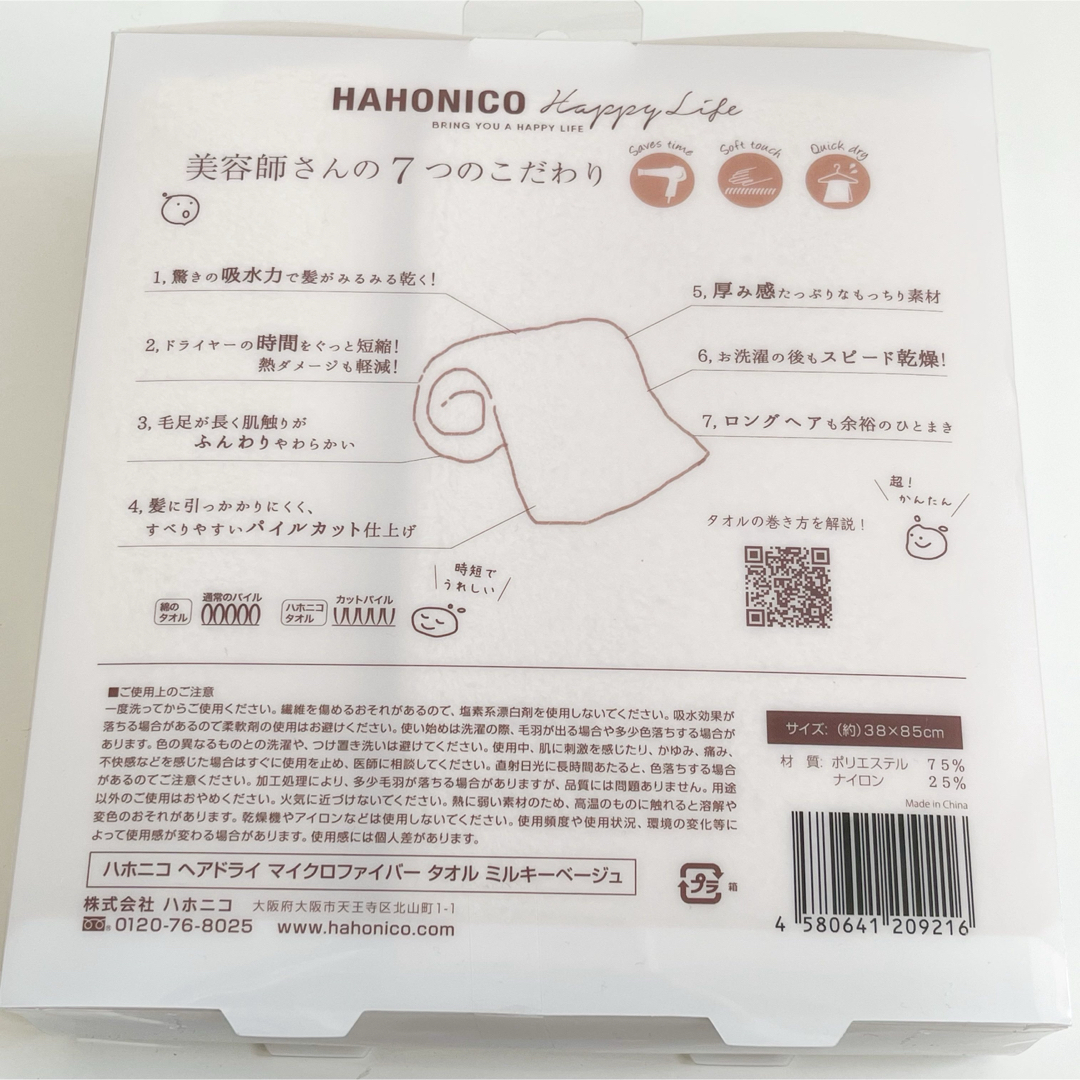 HAHONICO Happy Life
BRING YOU A HAPPY LIFE
美容師さんの7つのこだわり
Saves time
Soft touch
Quick dry
1, 驚きの吸水力で髪がみるみる乾く!
2, ドライヤーの時間をぐっと短縮!
熱ダメージも軽減!
3, 毛足が長く肌触りが
ふんわりやわらかい
4, 髪に引っかかりにくく、
すべりやすいパイルカット仕上げ
5, 厚み感たっぷりなもっちり素材
6, お洗濯の後もスピード乾燥!
7, ロングヘアも余裕のひとまき
超!
かんたん
タオルの巻き方を解説!
時短で
うれしい
綿の
タオル
通常のパイル
ハホニコ
タオル
カットパイル
■ご使用上のご注意
一度洗ってからご使用ください。繊維を傷めるおそれがあるので、塩素系漂白剤を使用しないでください。吸水効果が
落ちる場合があるので柔軟剤の使用はお避けください。使い始めは洗濯の際、毛羽が出る場合や多少色落ちする場合が
あります。色の異なるものとの洗濯や、つけ置き洗いは避けてください。使用中、肌に刺激を感じたり、かゆみ、痛み、
不快感などを感じた場合はすぐに使用を止め、医師に相談してください。直射日光に長時間あたると、色落ちする場合
があるのでご注意ください。加工処理により、多少毛羽が落ちる場合がありますが、品質には問題ありません。用途
以外のご使用はおやめください。火気に近づけないでください。熱に弱い素材のため、高温のものに触れると溶解や
変色のおそれがあります。乾燥機やアイロンなどは使用しないでください。使用頻度や使用状況、環境の変化等に
よって使用感が変わる場合があります。使用感には個人差があります。
サイズ: (約)38×85cm
材 質: ポリエステル 75%
ナイロン 25%
Made in China
ハホニコ ヘアドライ マイクロファイバー タオル ミルキーベージュ
プラ 箱
株式会社 ハホニコ 大阪府大阪市天王寺区北山町1-1
0120-76-8025 www.hahonico.com
4 580641 209216